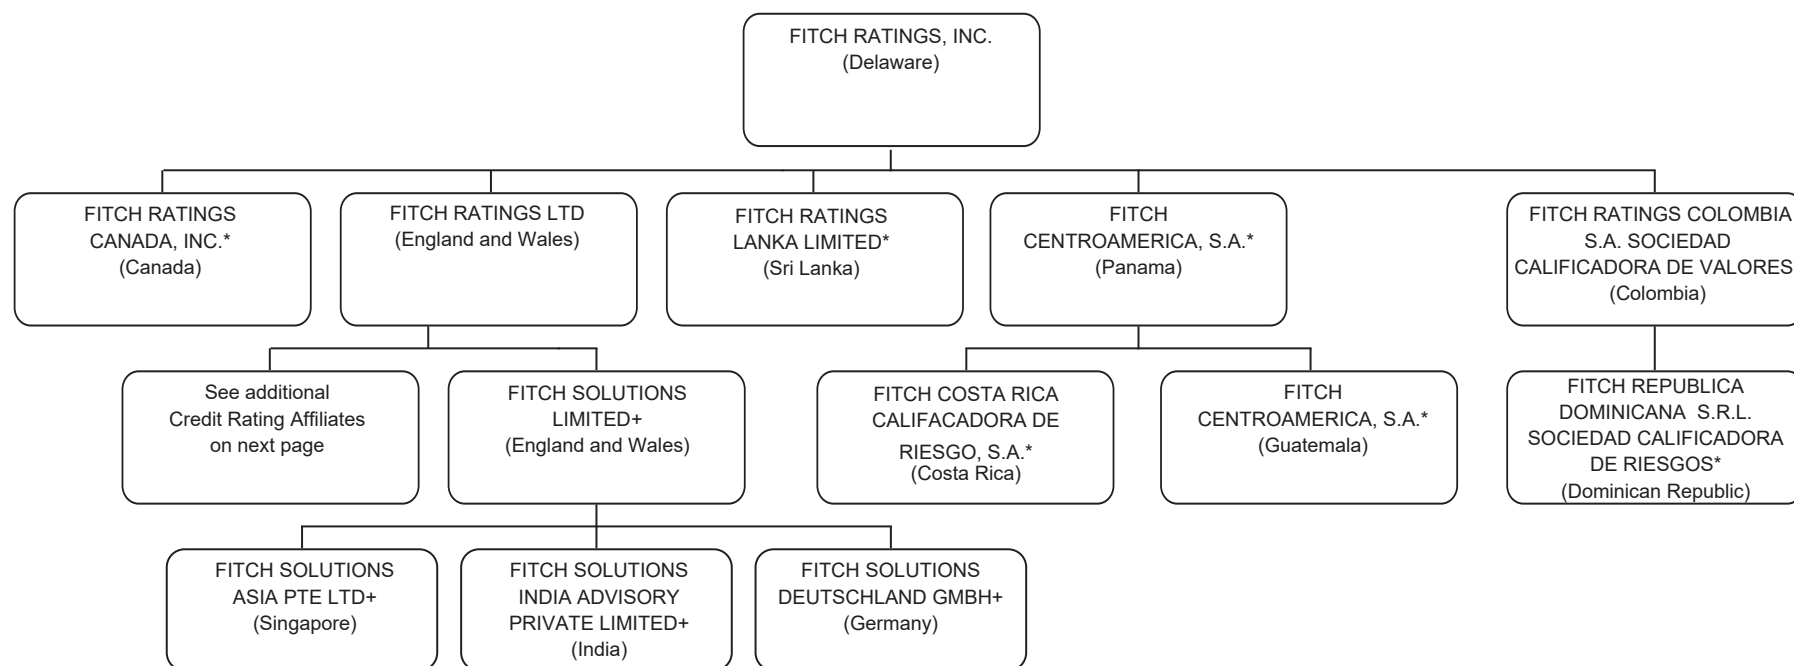 FITCH RATINGS, INC.
(Delaware)
FITCH RATINGS
CANADA, INC.*
(Canada)
FITCH RATINGS LTD
(England and Wales)
FITCH RATINGS
LANKA LIMITED*
(Sri Lanka)
FITCH
CENTROAMERICA, S.A.*
(Panama)
FITCH RATINGS COLOMBIA
S.A. SOCIEDAD
CALIFICADORA DE VALORES
(Colombia)
See additional
Credit Rating Affiliates
on next page
FITCH SOLUTIONS
LIMITED+
(England and Wales)
FITCH COSTA RICA
CALIFACADORA DE
RIESGO, S.A.*
(Costa Rica)
FITCH
CENTROAMERICA, S.A.*
(Guatemala)
FITCH REPUBLICA
DOMINICANA S.R.L.
SOCIEDAD CALIFICADORA
DE RIESGOS*
(Dominican Republic)
FITCH SOLUTIONS
ASIA PTE LTD+
(Singapore)
FITCH SOLUTIONS
INDIA ADVISORY
PRIVATE LIMITED+
(India)
FITCH SOLUTIONS
DEUTSCHLAND GMBH+
(Germany)